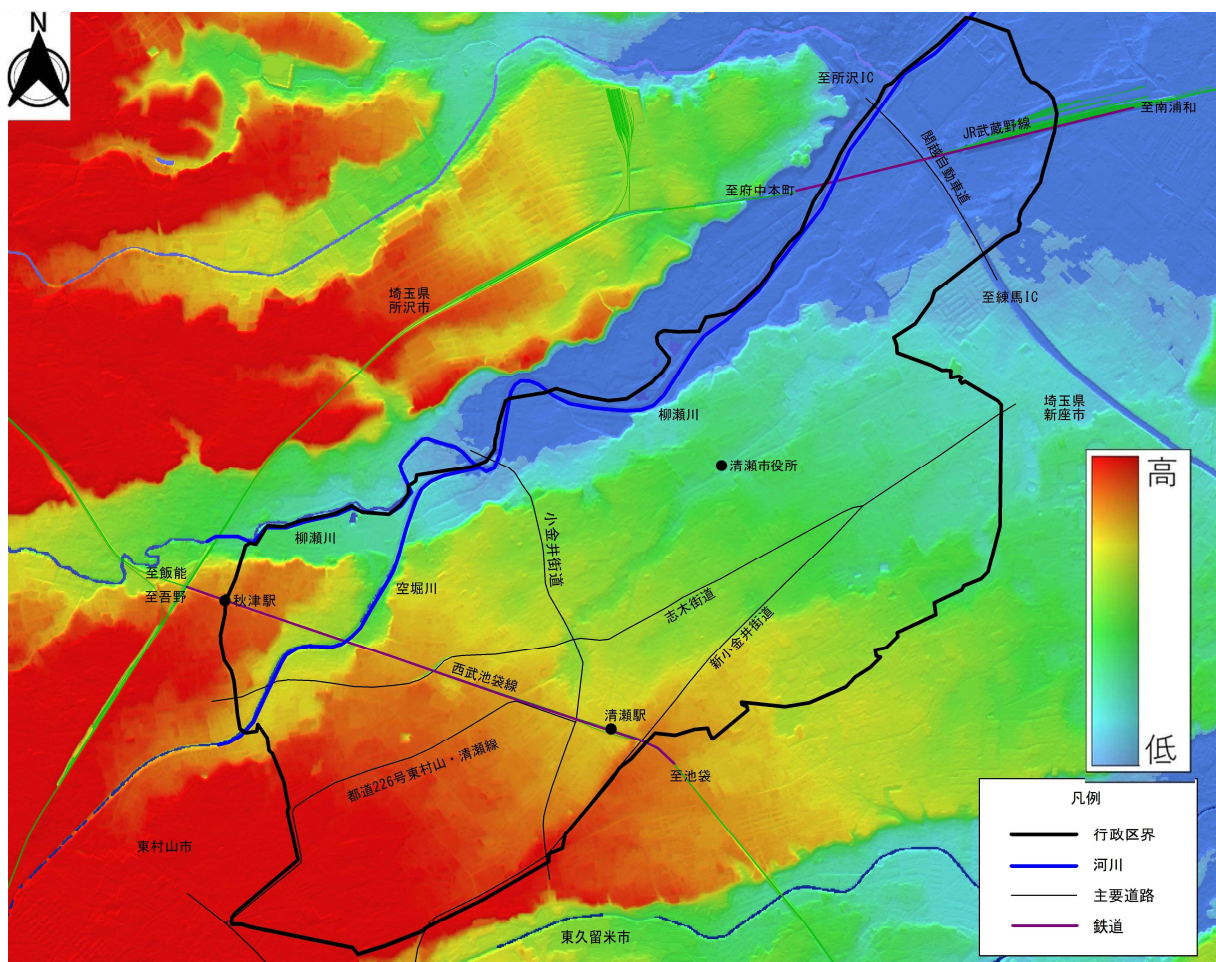 N
至所沢IC
至南浦和
JR武蔵野線
関越自動車道
至府中本町
埼玉県
所沢市
至練馬IC
埼玉県
新座市
柳瀬川
清瀬市役所
高
小金井街道
柳瀬川
至飯能
至吾野
秋津駅
空堀川
志木街道
新小金井街道
西武池袋線
清瀬駅
都道226号東村山・清瀬線
至池袋
低
東村山市
東久留米市
凡例
行政区界
河川
主要道路
鉄道